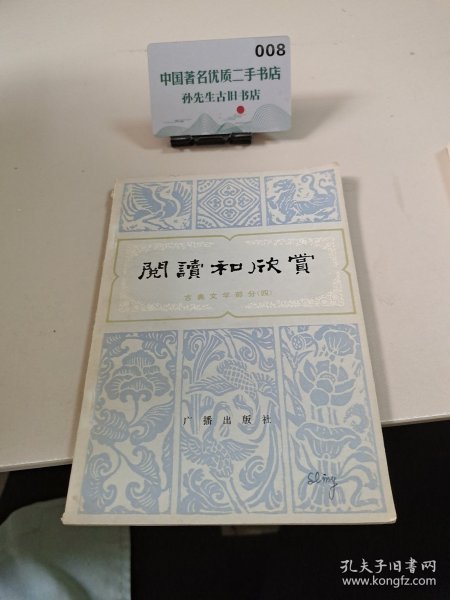 008
中国著名优质二手书店
孙先生古旧书店
閱讀和欣賞
古典文学部分(四)
广播出版社
孔夫子旧书网
www.kongfz.com